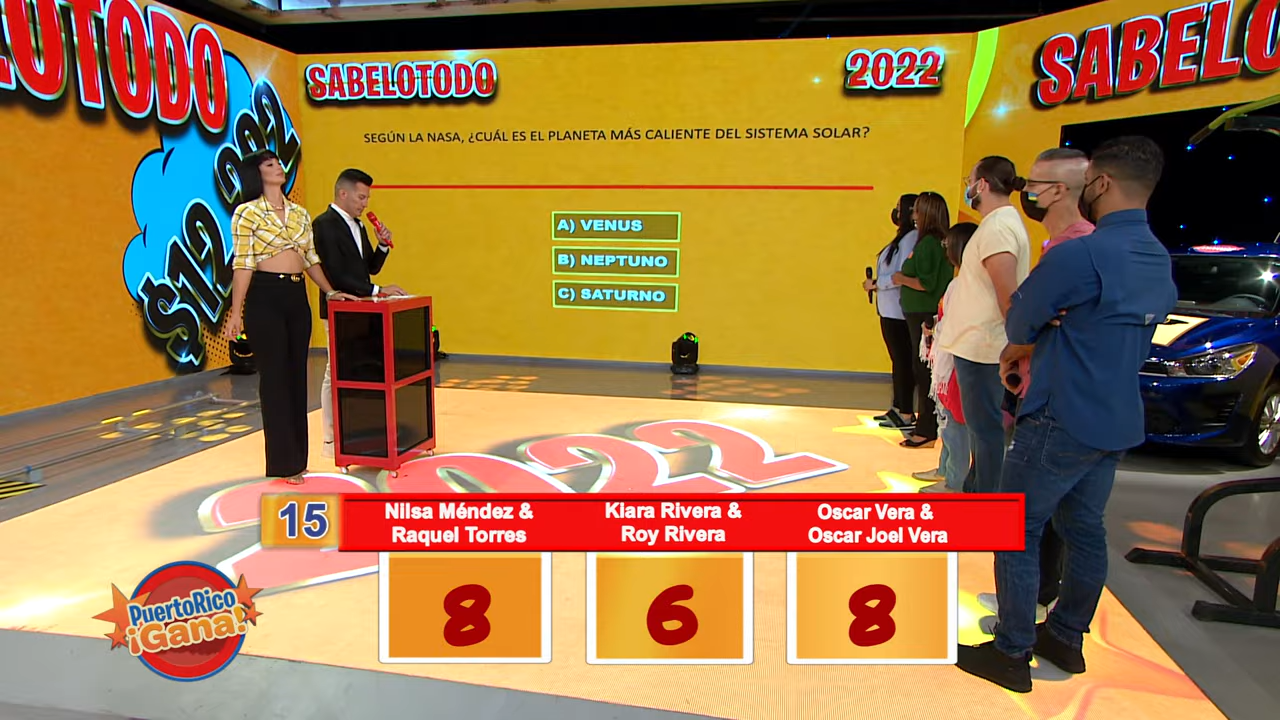 LOTODO
SABELOTODO
2022
SABELO
$12,202
SEGÚN LA NASA, ¿CUÁL ES EL PLANETA MÁS CALIENTE DEL SISTEMA SOLAR?
A) VENUS
B) NEPTUNO
C) SATURNO
2022
15
Nilsa Méndez &
Raquel Torres
Kiara Rivera &
Roy Rivera
Oscar Vera &
Oscar Joel Vera
8
6
8
PuertoRico
¡Gana!